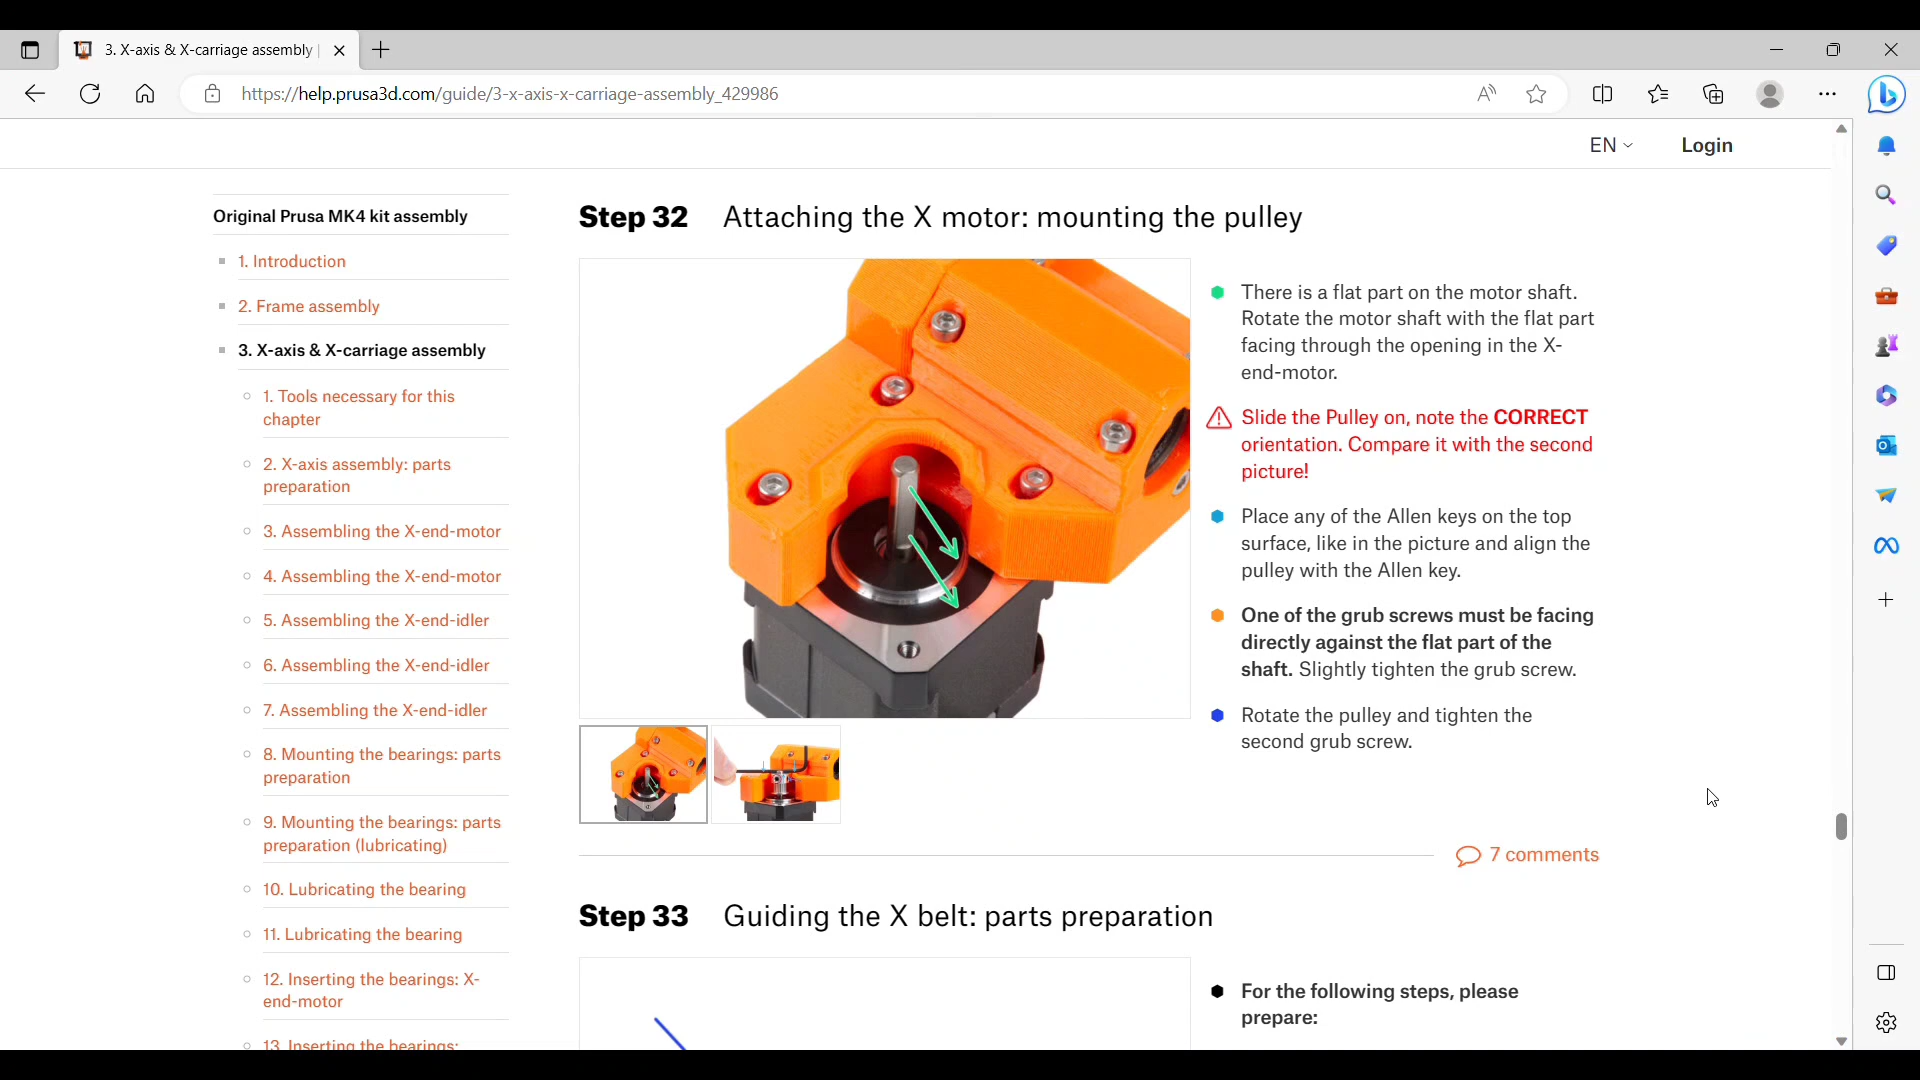 3. X-axis & X-carriage assembly |
https://help.prusa3d.com/guide/3-x-axis-x-carriage-assembly_429986
EN
Login
Original Prusa MK4 kit assembly
1. Introduction
2. Frame assembly
3. X-axis & X-carriage assembly
1. Tools necessary for this
chapter
2. X-axis assembly: parts
preparation
3. Assembling the X-end-motor
4. Assembling the X-end-motor
5. Assembling the X-end-idler
6. Assembling the X-end-idler
7. Assembling the X-end-idler
8. Mounting the bearings: parts
preparation
9. Mounting the bearings: parts
preparation (lubricating)
10. Lubricating the bearing
11. Lubricating the bearing
12. Inserting the bearings: X-
end-motor
13. Inserting the bearings:
Step 32 Attaching the X motor: mounting the pulley
There is a flat part on the motor shaft.
Rotate the motor shaft with the flat part
facing through the opening in the X-
end-motor.
Slide the Pulley on, note the CORRECT
orientation. Compare it with the second
picture!
Place any of the Allen keys on the top
surface, like in the picture and align the
pulley with the Allen key.
One of the grub screws must be facing
directly against the flat part of the
shaft. Slightly tighten the grub screw.
Rotate the pulley and tighten the
second grub screw.
7 comments
Step 33 Guiding the X belt: parts preparation
For the following steps, please
prepare: